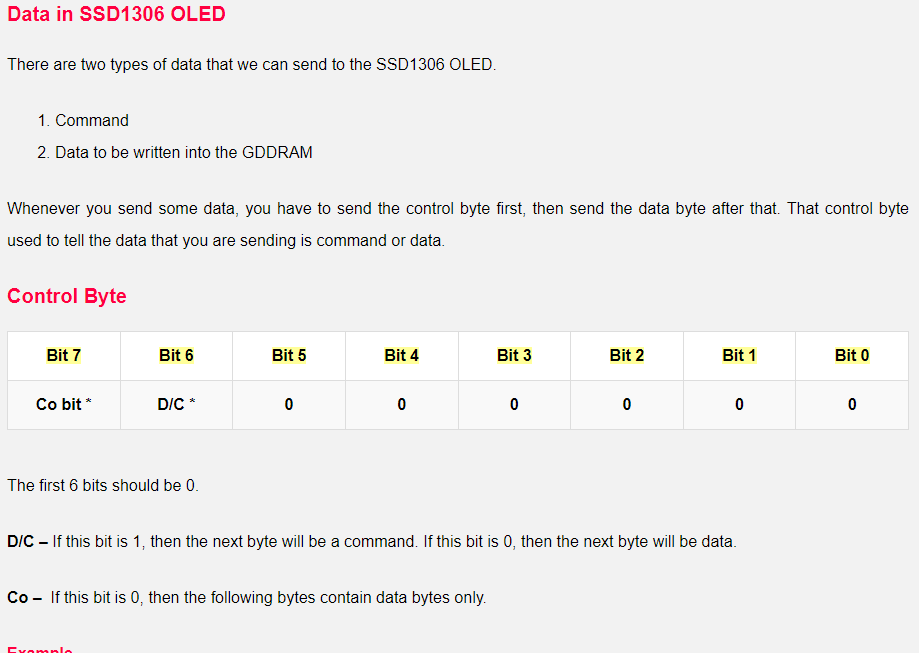 Data in SSD1306 OLED
There are two types of data that we can send to the SSD1306 OLED.
1. Command
2. Data to be written into the GDDRAM
Whenever you send some data, you have to send the control byte first, then send the data byte after that. That control byte
used to tell the data that you are sending is command or data.
Control Byte
Bit 7 Bit 6 Bit 5 Bit 4 Bit 3 Bit 2 Bit 1 Bit 0
Co bit * D/C * 0 0 0 0 0 0
The first 6 bits should be 0.
D/C – If this bit is 1, then the next byte will be a command. If this bit is 0, then the next byte will be data.
Co – If this bit is 0, then the following bytes contain data bytes only.
Example